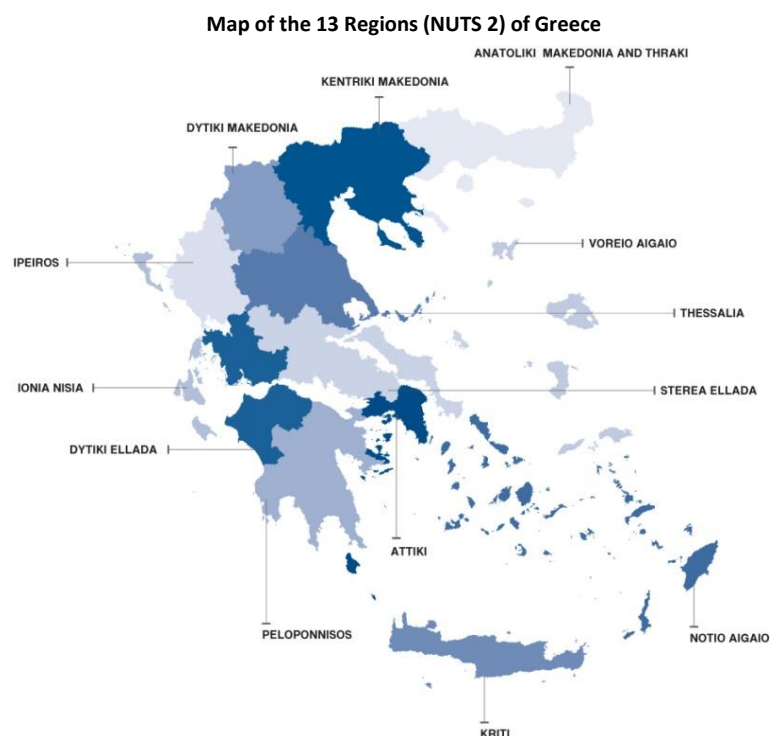 Map of the 13 Regions (NUTS 2) of Greece
ANATOLIKI MAKEDONIA AND THRAKI
KENTRIKI MAKEDONIA
DYTIKI MAKEDONIA
VOREIO AIGAIO
IPEIROS
THESSALIA
IONIA NISIA
STEREA ELLADA
DYTIKI ELLADA
ATTIKI
PELOPONNISOS
NOTIO AIGAIO
KRITI